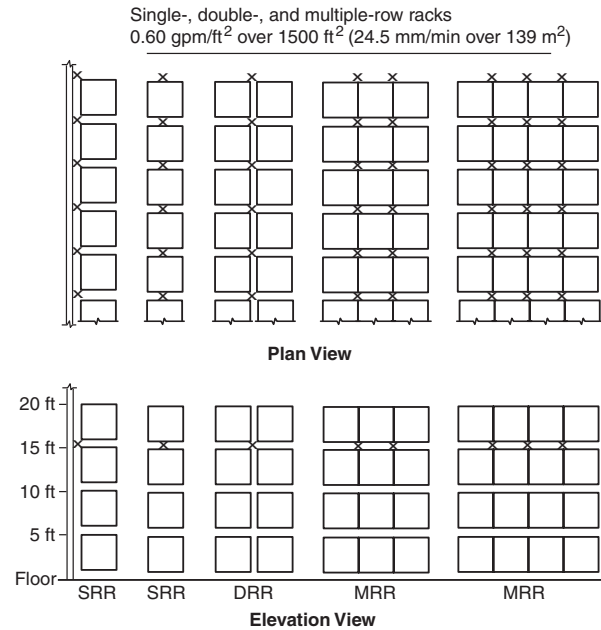 Single-, double-, and multiple-row racks
0.60 gpm/ft² over 1500 ft² (24.5 mm/min over 139 m²)
Plan View
20 ft
15 ft
10 ft
5 ft
Floor
SRR SRR DRR MRR MRR
Elevation View